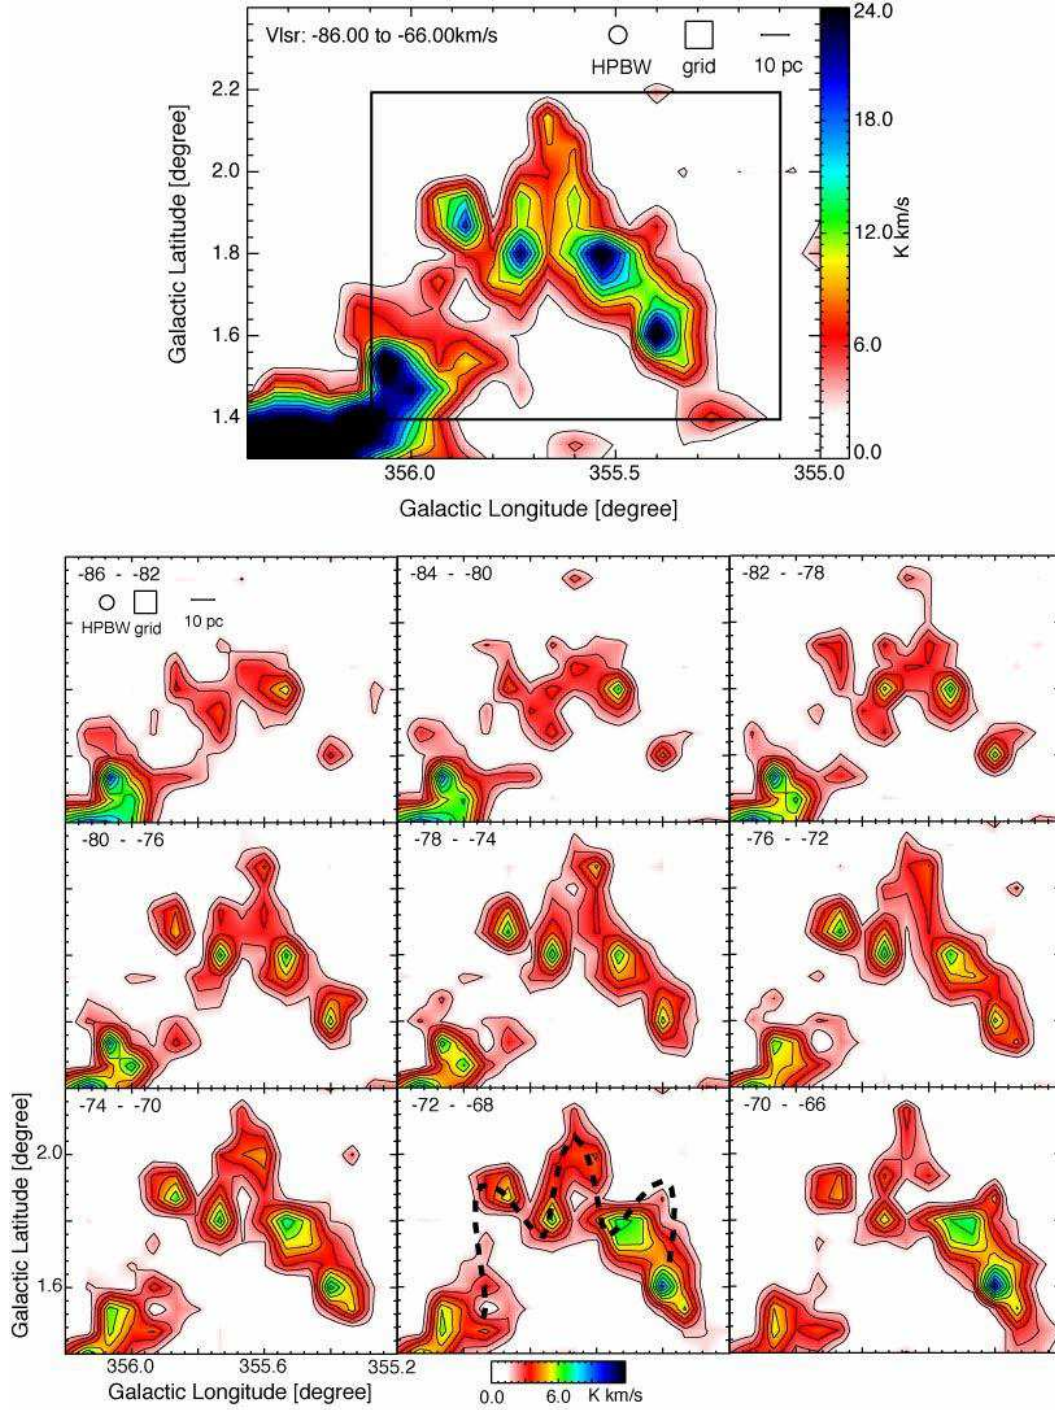 Vlsr: -86.00 to -66.00km/s
HPBW grid 10 pc
24.0
18.0
12.0
6.0
0.0
K km/s
2.2
2.0
1.8
1.6
1.4
Galactic Latitude [degree]
356.0 355.5 355.0
Galactic Longitude [degree]
-86 - -82
HPBW grid 10 pc
-84 - -80
-82 - -78
-80 - -76
-78 - -74
-76 - -72
-74 - -70
-72 - -68
-70 - -66
2.0
1.6
Galactic Latitude [degree]
356.0 355.6 355.2
Galactic Longitude [degree]
0.0 6.0 K km/s